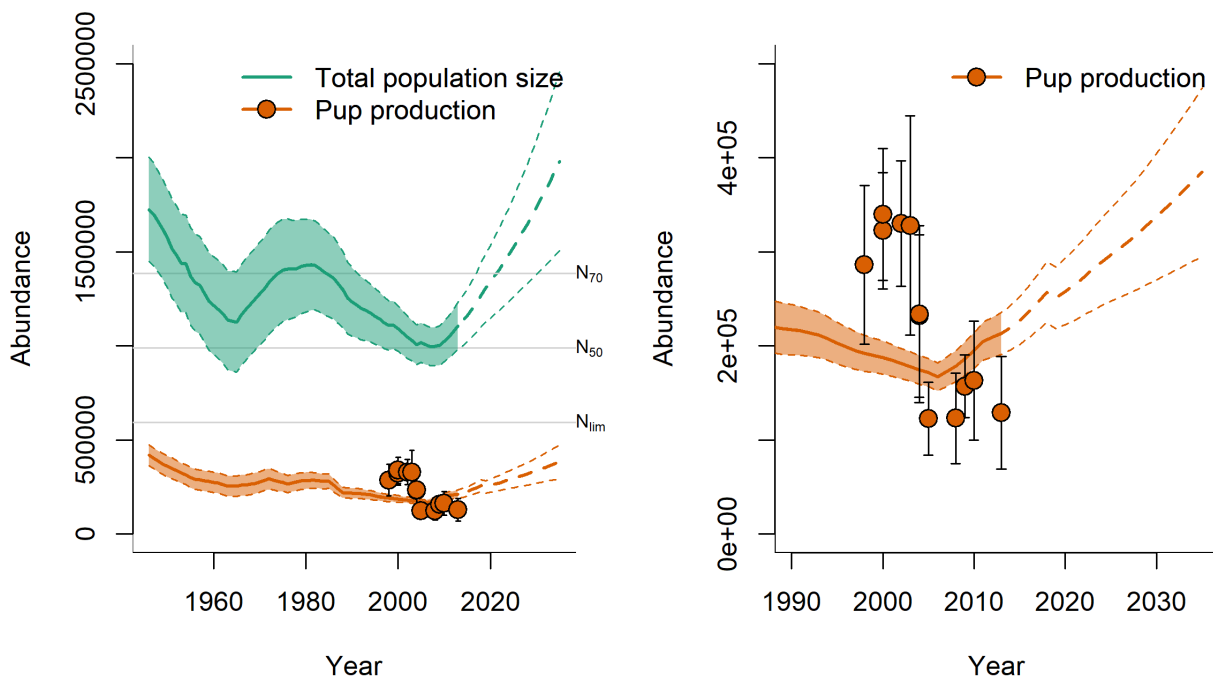 Total population size
Pup production
Abundance
0
500000
1500000
2500000
N70
N50
Nlim
1960
1980
2000
2020
Year
Pup production
Abundance
0e+00
2e+05
4e+05
1990
2000
2010
2020
2030
Year